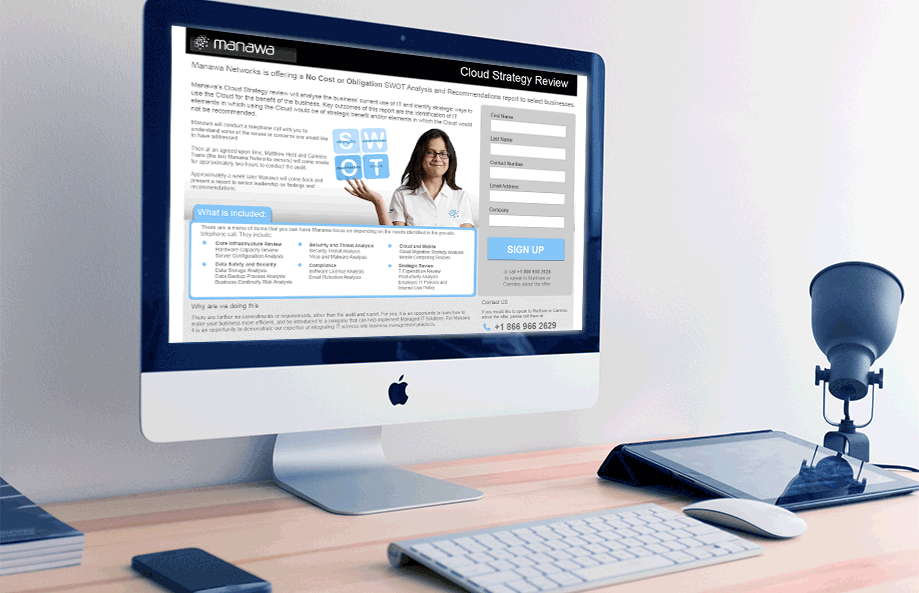 manawa
Cloud Strategy Review
Manawa Networks is offering a No Cost or Obligation SWOT Analysis and Recommendations report to select businesses.
Manawa's Cloud Strategy review will analyse the business' current use of IT and identify strategic ways to
use the Cloud for the benefit of the business. Key outcomes of this report are the identification of IT
elements in which using the Cloud would be of strategic benefit and/or elements in which the Cloud would
not be recommended.
Manawa will conduct a telephone call with you to
understand some of the issues or concerns you would like
to have addressed.
Then at an agreed upon time, Matthew Held and Carmelo
(the two Manawa Networks owners) will come onsite
for approximately two hours to conduct the audit.
Approximately a week later Manawa will come back and
present a report to senior leadership on findings and
recommendations.
S W
O T
First Name
Last Name
Contact Number
Email Address
Company
SIGN UP
or call +1 866 966 2629
to speak to Matthew or
Carmelo about the offer.
What is included:
There are a menu of items that you can have Manawa focus on depending on the needs identified in the pre-site
telephone call. They include:
Core Infrastructure Review
Hardware Capacity Review
Server Configuration Analysis
Data Safety and Security
Data Storage Analysis
Data Backup Process Analysis
Business Continuity Risk Analysis
Security and Threat Analysis
Security Threat Analysis
Virus and Malware Analysis
Compliance
Software License Analysis
Email Retention Analysis
Cloud and Mobile
Cloud Migration Strategy Analysis
Mobile Computing Policies
Strategic Review
IT Expenditure Review
Productivity Analysis
Employee IT Policies and
Internet Use Policy
Why are we doing this
There are further no commitments or requirements, other than the audit and report. For you, it is an opportunity to learn how to
make your business more efficient, and be introduced to a company that can help implement Managed IT Solutions. For Manawa
it is an opportunity to demonstrate our expertise at integrating IT services into business management practices.
Contact US
If you would like to speak to Matthew or Carmelo
about the offer, please call them at
+1 866 966 2629